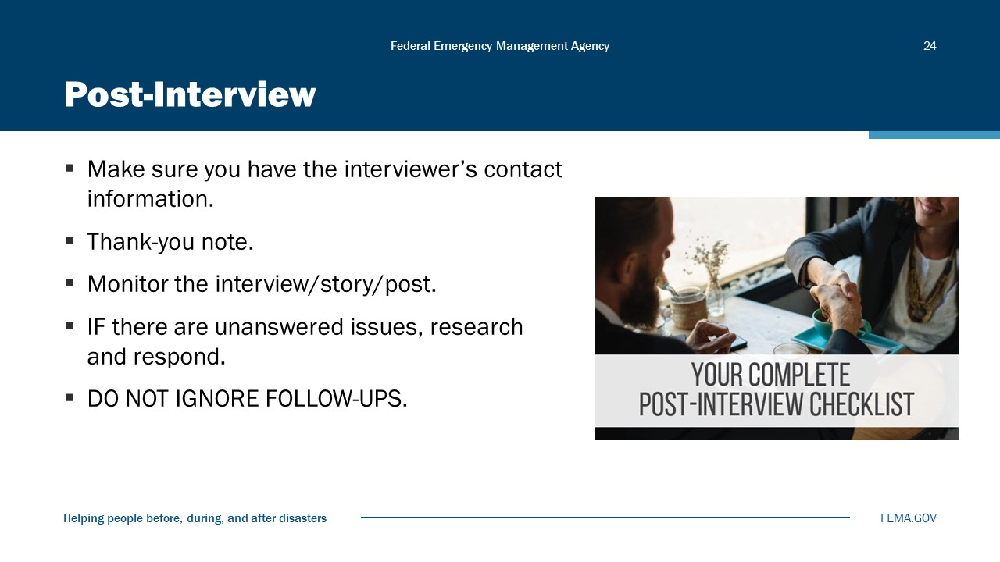 Federal Emergency Management Agency
24
Post-Interview
▪ Make sure you have the interviewer’s contact
information.
▪ Thank-you note.
▪ Monitor the interview/story/post.
▪ IF there are unanswered issues, research
and respond.
▪ DO NOT IGNORE FOLLOW-UPS.
YOUR COMPLETE
POST-INTERVIEW CHECKLIST
Helping people before, during, and after disasters
FEMA.GOV